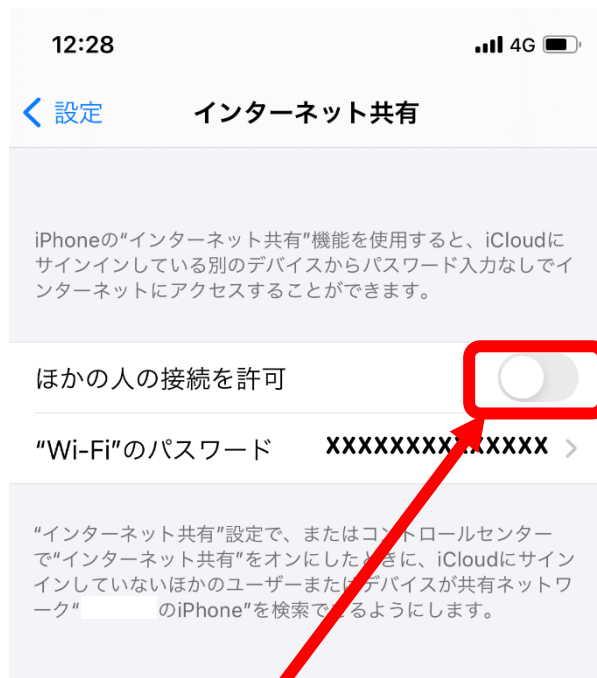 12:28 4G
設定 インターネット共有
iPhoneの“インターネット共有”機能を使用すると、iCloudに
サインインしている別のデバイスからパスワード入力なしでイ
ンターネットにアクセスすることができます。
ほかの人の接続を許可
“Wi-Fi”のパスワード XXXXXXXXXXXXXX
“インターネット共有”設定で、またはコントロールセンター
で“インターネット共有”をオンにしたときに、iCloudにサイン
インしていないほかのユーザーまたはデバイスが共有ネットワ
ーク“ のiPhone”を検索できるようにします。